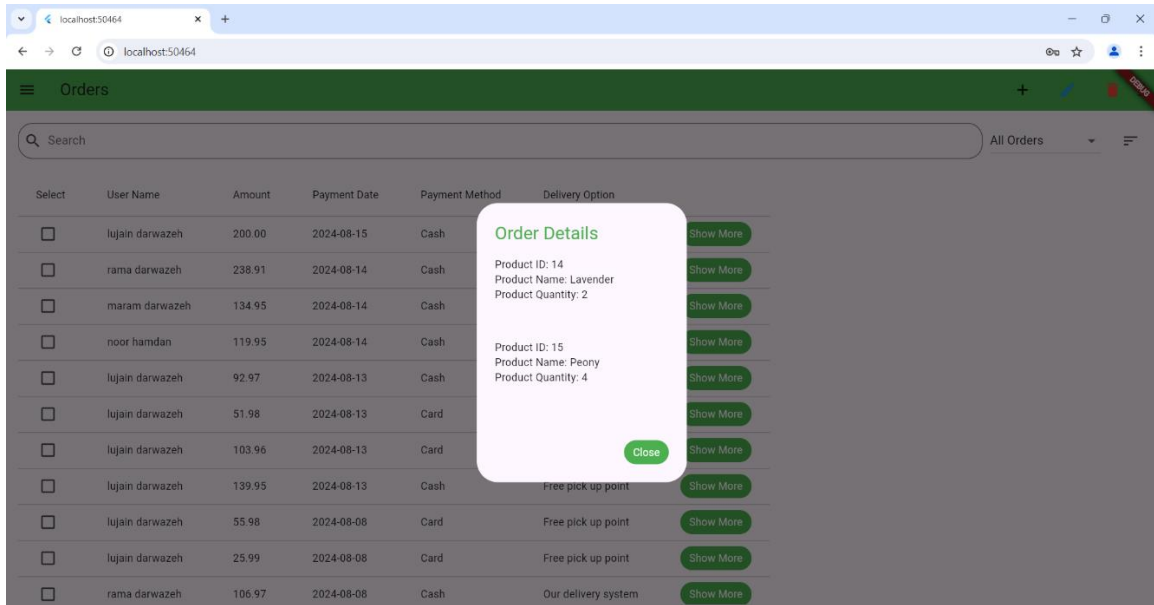 localhost:50464
localhost:50464
Orders
DEBUG
Search
All Orders
Select User Name Amount Payment Date Payment Method Delivery Option
lujain darwazeh 200.00 2024-08-15 Cash Show More
rama darwazeh 238.91 2024-08-14 Cash Show More
maram darwazeh 134.95 2024-08-14 Cash Show More
noor hamdan 119.95 2024-08-14 Cash Show More
lujain darwazeh 92.97 2024-08-13 Cash Show More
lujain darwazeh 51.98 2024-08-13 Card Show More
lujain darwazeh 103.96 2024-08-13 Card Show More
lujain darwazeh 139.95 2024-08-13 Cash Free pick up point Show More
lujain darwazeh 55.98 2024-08-08 Card Free pick up point Show More
lujain darwazeh 25.99 2024-08-08 Card Free pick up point Show More
rama darwazeh 106.97 2024-08-08 Cash Our delivery system Show More
Order Details
Product ID: 14
Product Name: Lavender
Product Quantity: 2
Product ID: 15
Product Name: Peony
Product Quantity: 4
Close